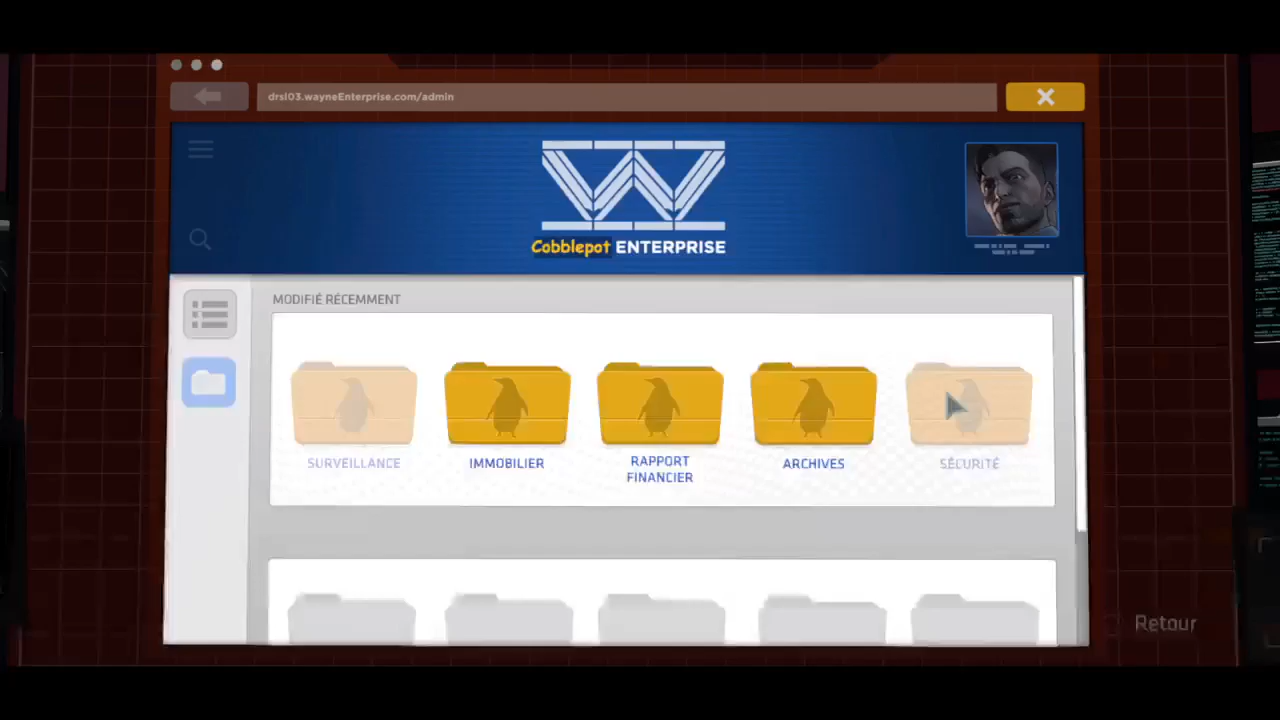 drsl03.wayneEnterprise.com/admin
Cobblepot ENTERPRISE
MODIFIÉ RÉCEMMENT
SURVEILLANCE
IMMOBILIER
RAPPORT
FINANCIER
ARCHIVES
SÉCURITÉ
Retour